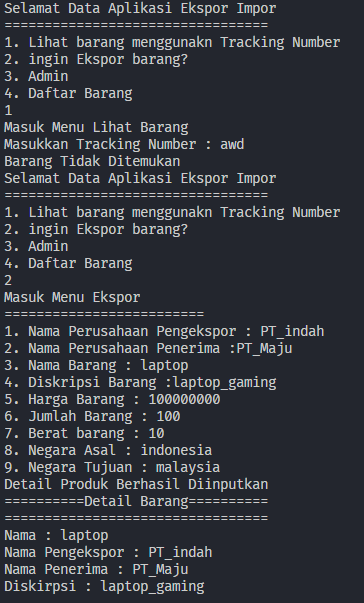 Selamat Data Aplikasi Ekspor Impor
=================================
1. Lihat barang menggunakn Tracking Number
2. ingin Ekspor barang?
3. Admin
4. Daftar Barang
1
Masuk Menu Lihat Barang
Masukkan Tracking Number : awd
Barang Tidak Ditemukan
Selamat Data Aplikasi Ekspor Impor
=================================
1. Lihat barang menggunakn Tracking Number
2. ingin Ekspor barang?
3. Admin
4. Daftar Barang
2
Masuk Menu Ekspor
=========================
1. Nama Perusahaan Pengekspor : PT_indah
2. Nama Perusahaan Penerima :PT_Maju
3. Nama Barang : laptop
4. Diskripsi Barang :laptop_gaming
5. Harga Barang : 100000000
6. Jumlah Barang : 100
7. Berat barang : 10
8. Negara Asal : indonesia
9. Negara Tujuan : malaysia
Detail Produk Berhasil Diinputkan
==========Detail Barang==========
=================================
Nama : laptop
Nama Pengekspor : PT_indah
Nama Penerima : PT_Maju
Diskirpsi : laptop_gaming